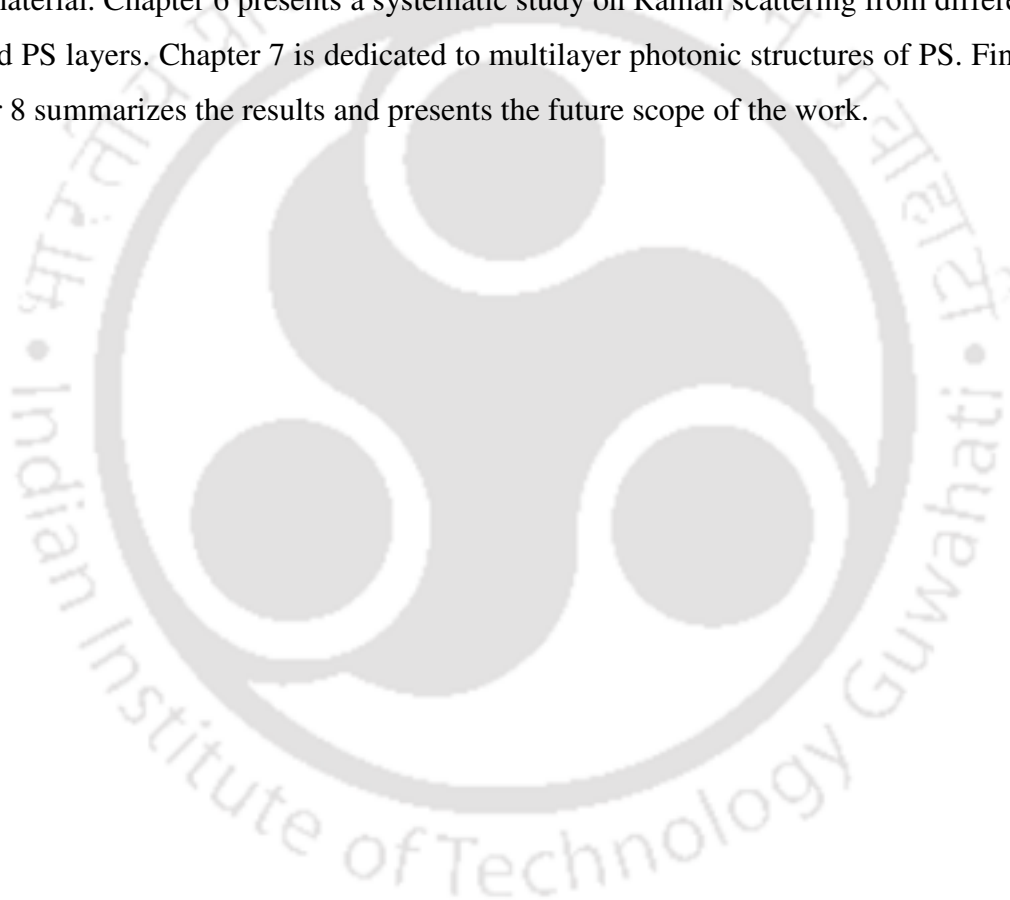 material. Chapter 6 presents a systematic study on Raman scattering from differe
d PS layers. Chapter 7 is dedicated to multilayer photonic structures of PS. Fin
r 8 summarizes the results and presents the future scope of the work.
Indian Institute of Technology Guwahati